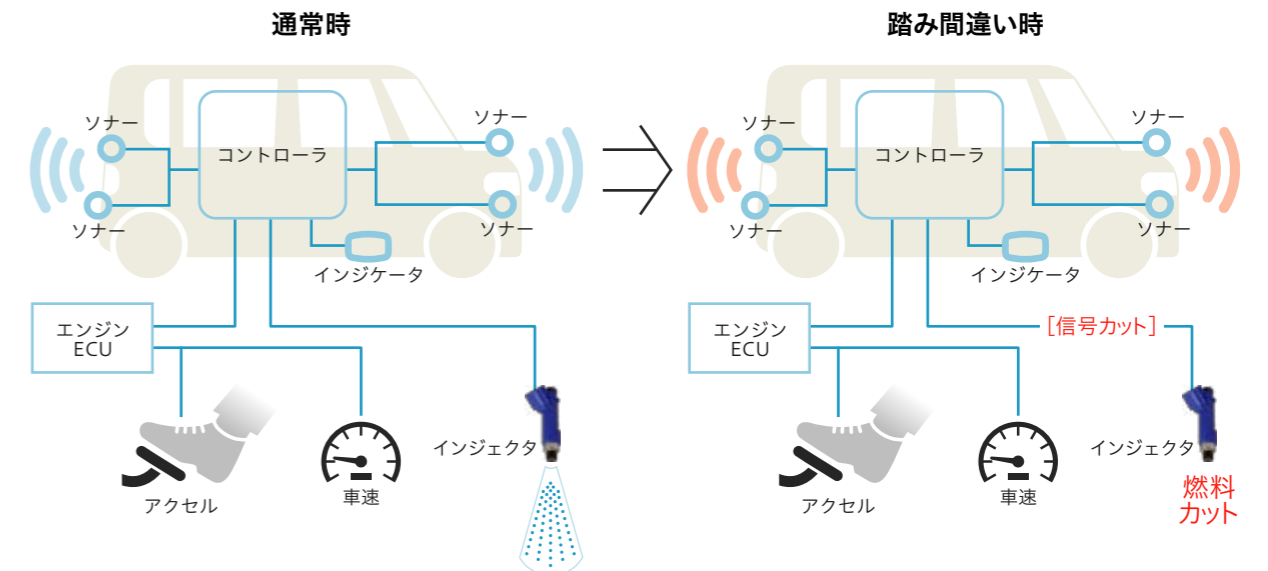 通常時
ソナー
ソナー
コントローラ
ソナー
ソナー
インジケータ
エンジン
ECU
アクセル
車速
インジェクタ
踏み間違い時
ソナー
ソナー
コントローラ
ソナー
ソナー
インジケータ
エンジン
ECU
［信号カット］
アクセル
車速
インジェクタ
燃料
カット